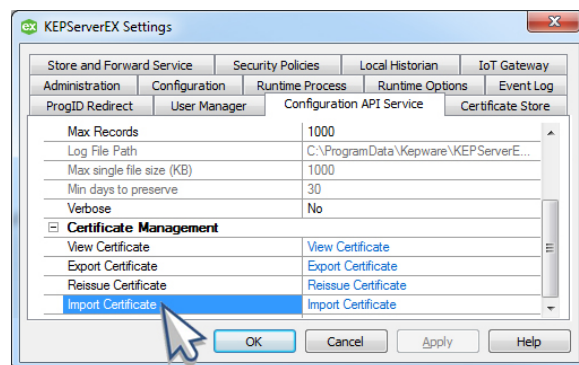 KEPServerEX Settings
Store and Forward Service Security Policies Local Historian IoT Gateway
Administration Configuration Runtime Process Runtime Options Event Log
ProgID Redirect User Manager Configuration API Service Certificate Store
Max Records 1000
Log File Path C:\ProgramData\Kepware\KEPServerE...
Max single file size (KB) 1000
Min days to preserve 30
Verbose No
Certificate Management
View Certificate View Certificate
Export Certificate Export Certificate
Reissue Certificate Reissue Certificate
Import Certificate Import Certificate
OK Cancel Apply Help